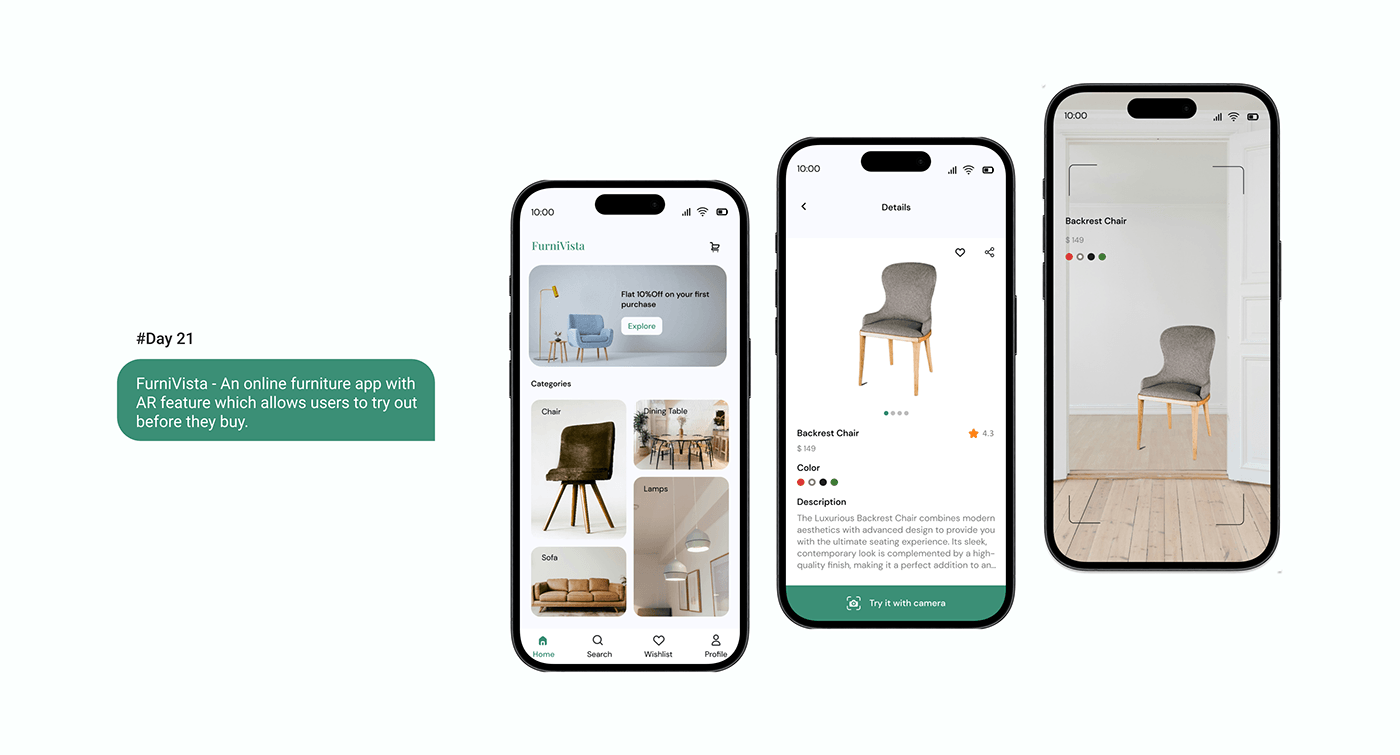 #Day 21
FurniVista - An online furniture app with
AR feature which allows users to try out
before they buy.
10:00
FurniVista
Flat 10%Off on your first
purchase
Explore
Categories
Chair
Dining Table
Lamps
Sofa
Home
Search
Wishlist
Profile
10:00
Details
Backrest Chair
4.3
$ 149
Color
Description
The Luxurious Backrest Chair combines modern
aesthetics with advanced design to provide you
with the ultimate seating experience. Its sleek,
contemporary look is complemented by a high-
quality finish, making it a perfect addition to an...
Try it with camera
10:00
Backrest Chair
$ 149